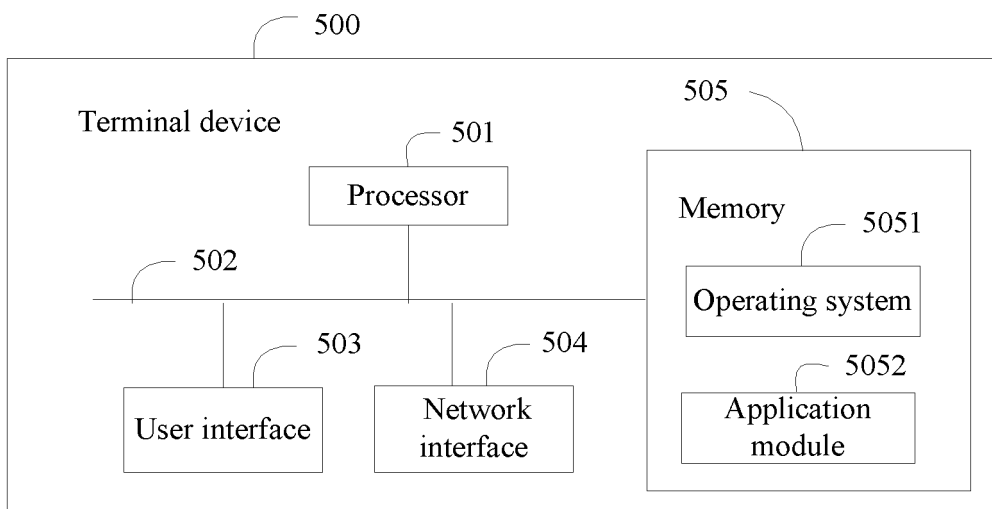 500
Terminal device
505
501
Processor
Memory
5051
Operating system
502
503
User interface
504
Network
interface
5052
Application
module